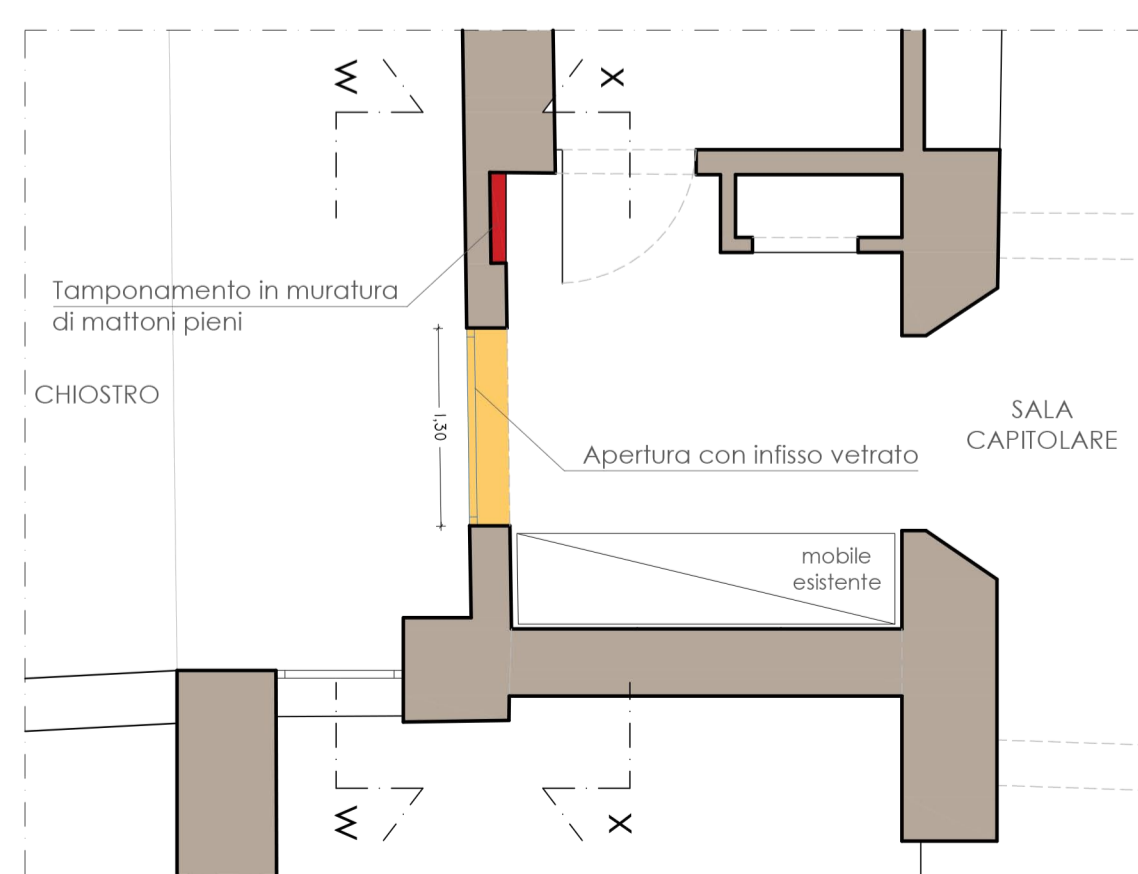 W
X
Tamponamento in muratura
di mattoni pieni
CHIOSTRO
SALA
CAPITOLARE
1,30
Apertura con infisso vetrato
mobile
esistente
W
X